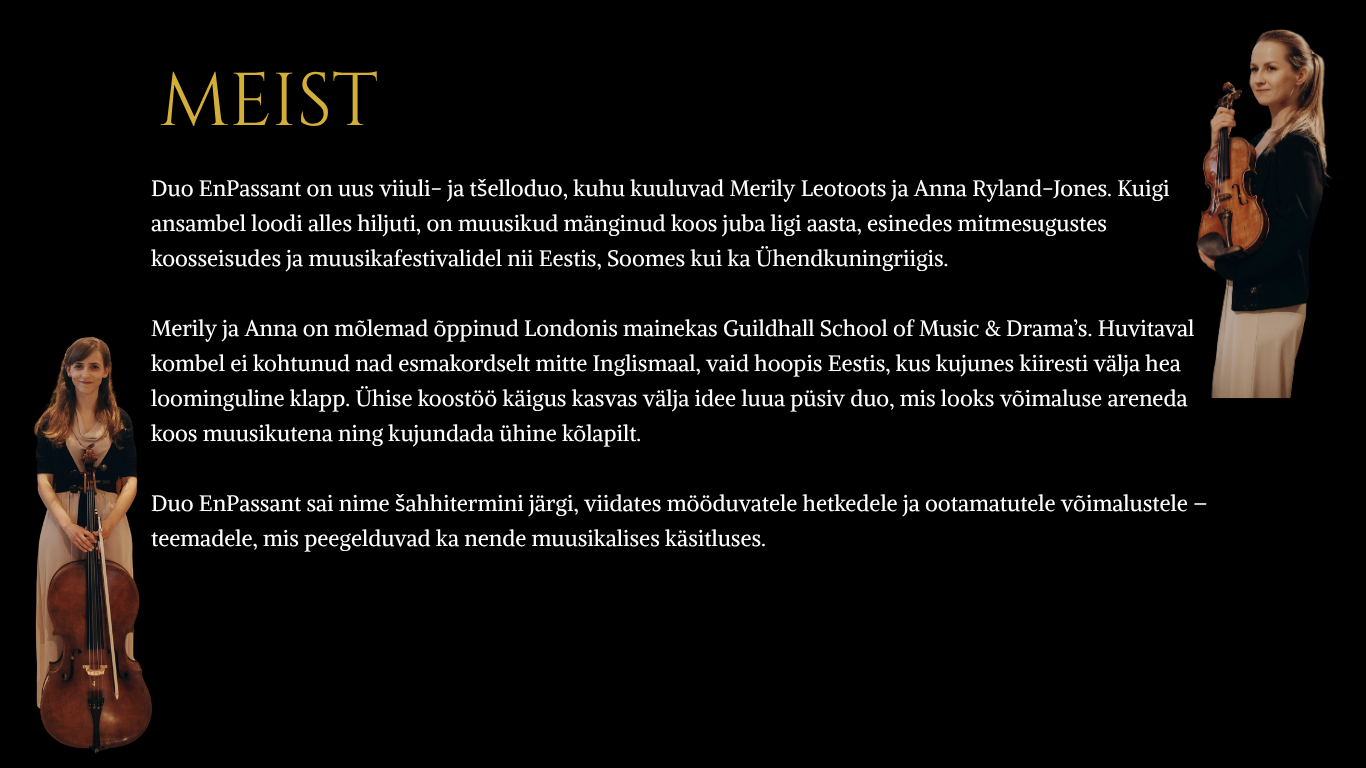 MEIST
Duo EnPassant on uus viiuli- ja tšelloduo, kuhu kuuluvad Merily Leotoots ja Anna Ryland-Jones. Kuigi
ansambel loodi alles hiljuti, on muusikud mänginud koos juba ligi aasta, esinedes mitmesugustes
koosseisudes ja muusikafestivalidel nii Eestis, Soomes kui ka Ühendkuningriigis.
Merily ja Anna on mõlemad õppinud Londonis mainekas Guildhall School of Music & Drama’s. Huvitaval
kombel ei kohtunud nad esmakordselt mitte Inglismaal, vaid hoopis Eestis, kus kujunes kiiresti välja hea
loominguline klapp. Ühise koostöö käigus kasvas välja idee luua püsiv duo, mis looks võimaluse areneda
koos muusikutena ning kujundada ühine kõlapilt.
Duo EnPassant sai nime šahhitermini järgi, viidates mööduvatele hetkedele ja ootamatutele võimalustele –
teemadele, mis peegelduvad ka nende muusikalises käsitluses.